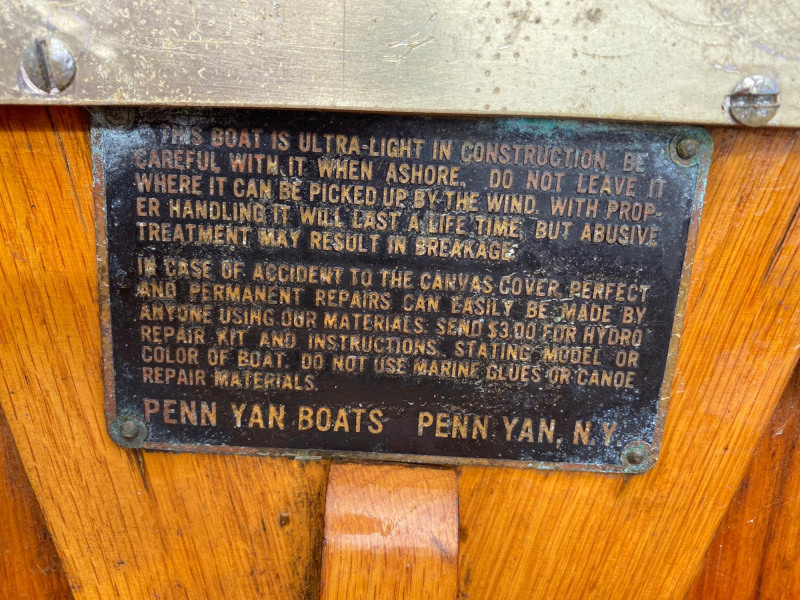 THIS BOAT IS ULTRA-LIGHT IN CONSTRUCTION. BE
CAREFUL WITH IT WHEN ASHORE. DO NOT LEAVE IT
WHERE IT CAN BE PICKED UP BY THE WIND. WITH PROP-
ER HANDLING IT WILL LAST A LIFE TIME, BUT ABUSIVE
TREATMENT MAY RESULT IN BREAKAGE.
IN CASE OF ACCIDENT TO THE CANVAS COVER PERFECT
AND PERMANENT REPAIRS CAN EASILY BE MADE BY
ANYONE USING OUR MATERIALS. SEND $3.00 FOR HYDRO
REPAIR KIT AND INSTRUCTIONS, STATING MODEL OR
COLOR OF BOAT. DO NOT USE MARINE GLUES OR CANOE
REPAIR MATERIALS.
PENN YAN BOATS PENN YAN, N.Y.